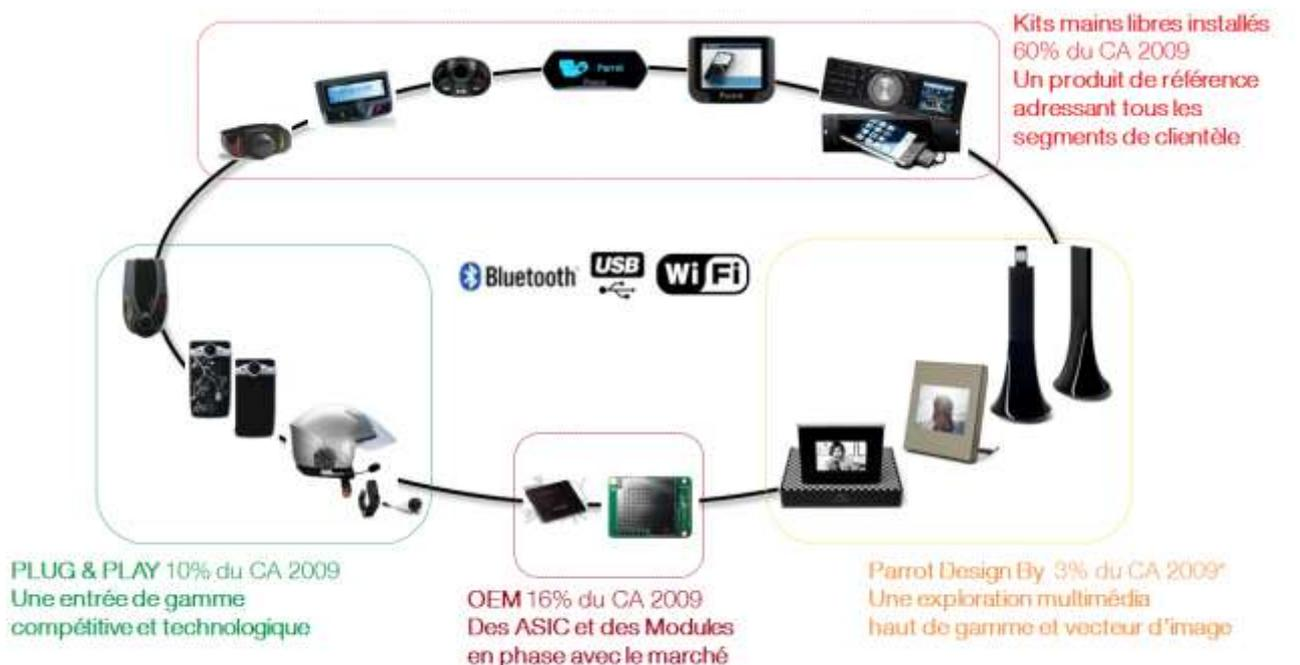 Kits mains libres installés
60% du CA 2009
Un produit de référence
adressant tous les
segments de clientèle
Parrot
Bluetooth
USB
Wi Fi
PLUG & PLAY 10% du CA 2009
Une entrée de gamme
compétitive et technologique
OEM 16% du CA 2009
Des ASIC et des Modules
en phase avec le marché
Parrot Design By 3% du CA 2009*
Une exploration multimédia
haut de gamme et vecteur d'image